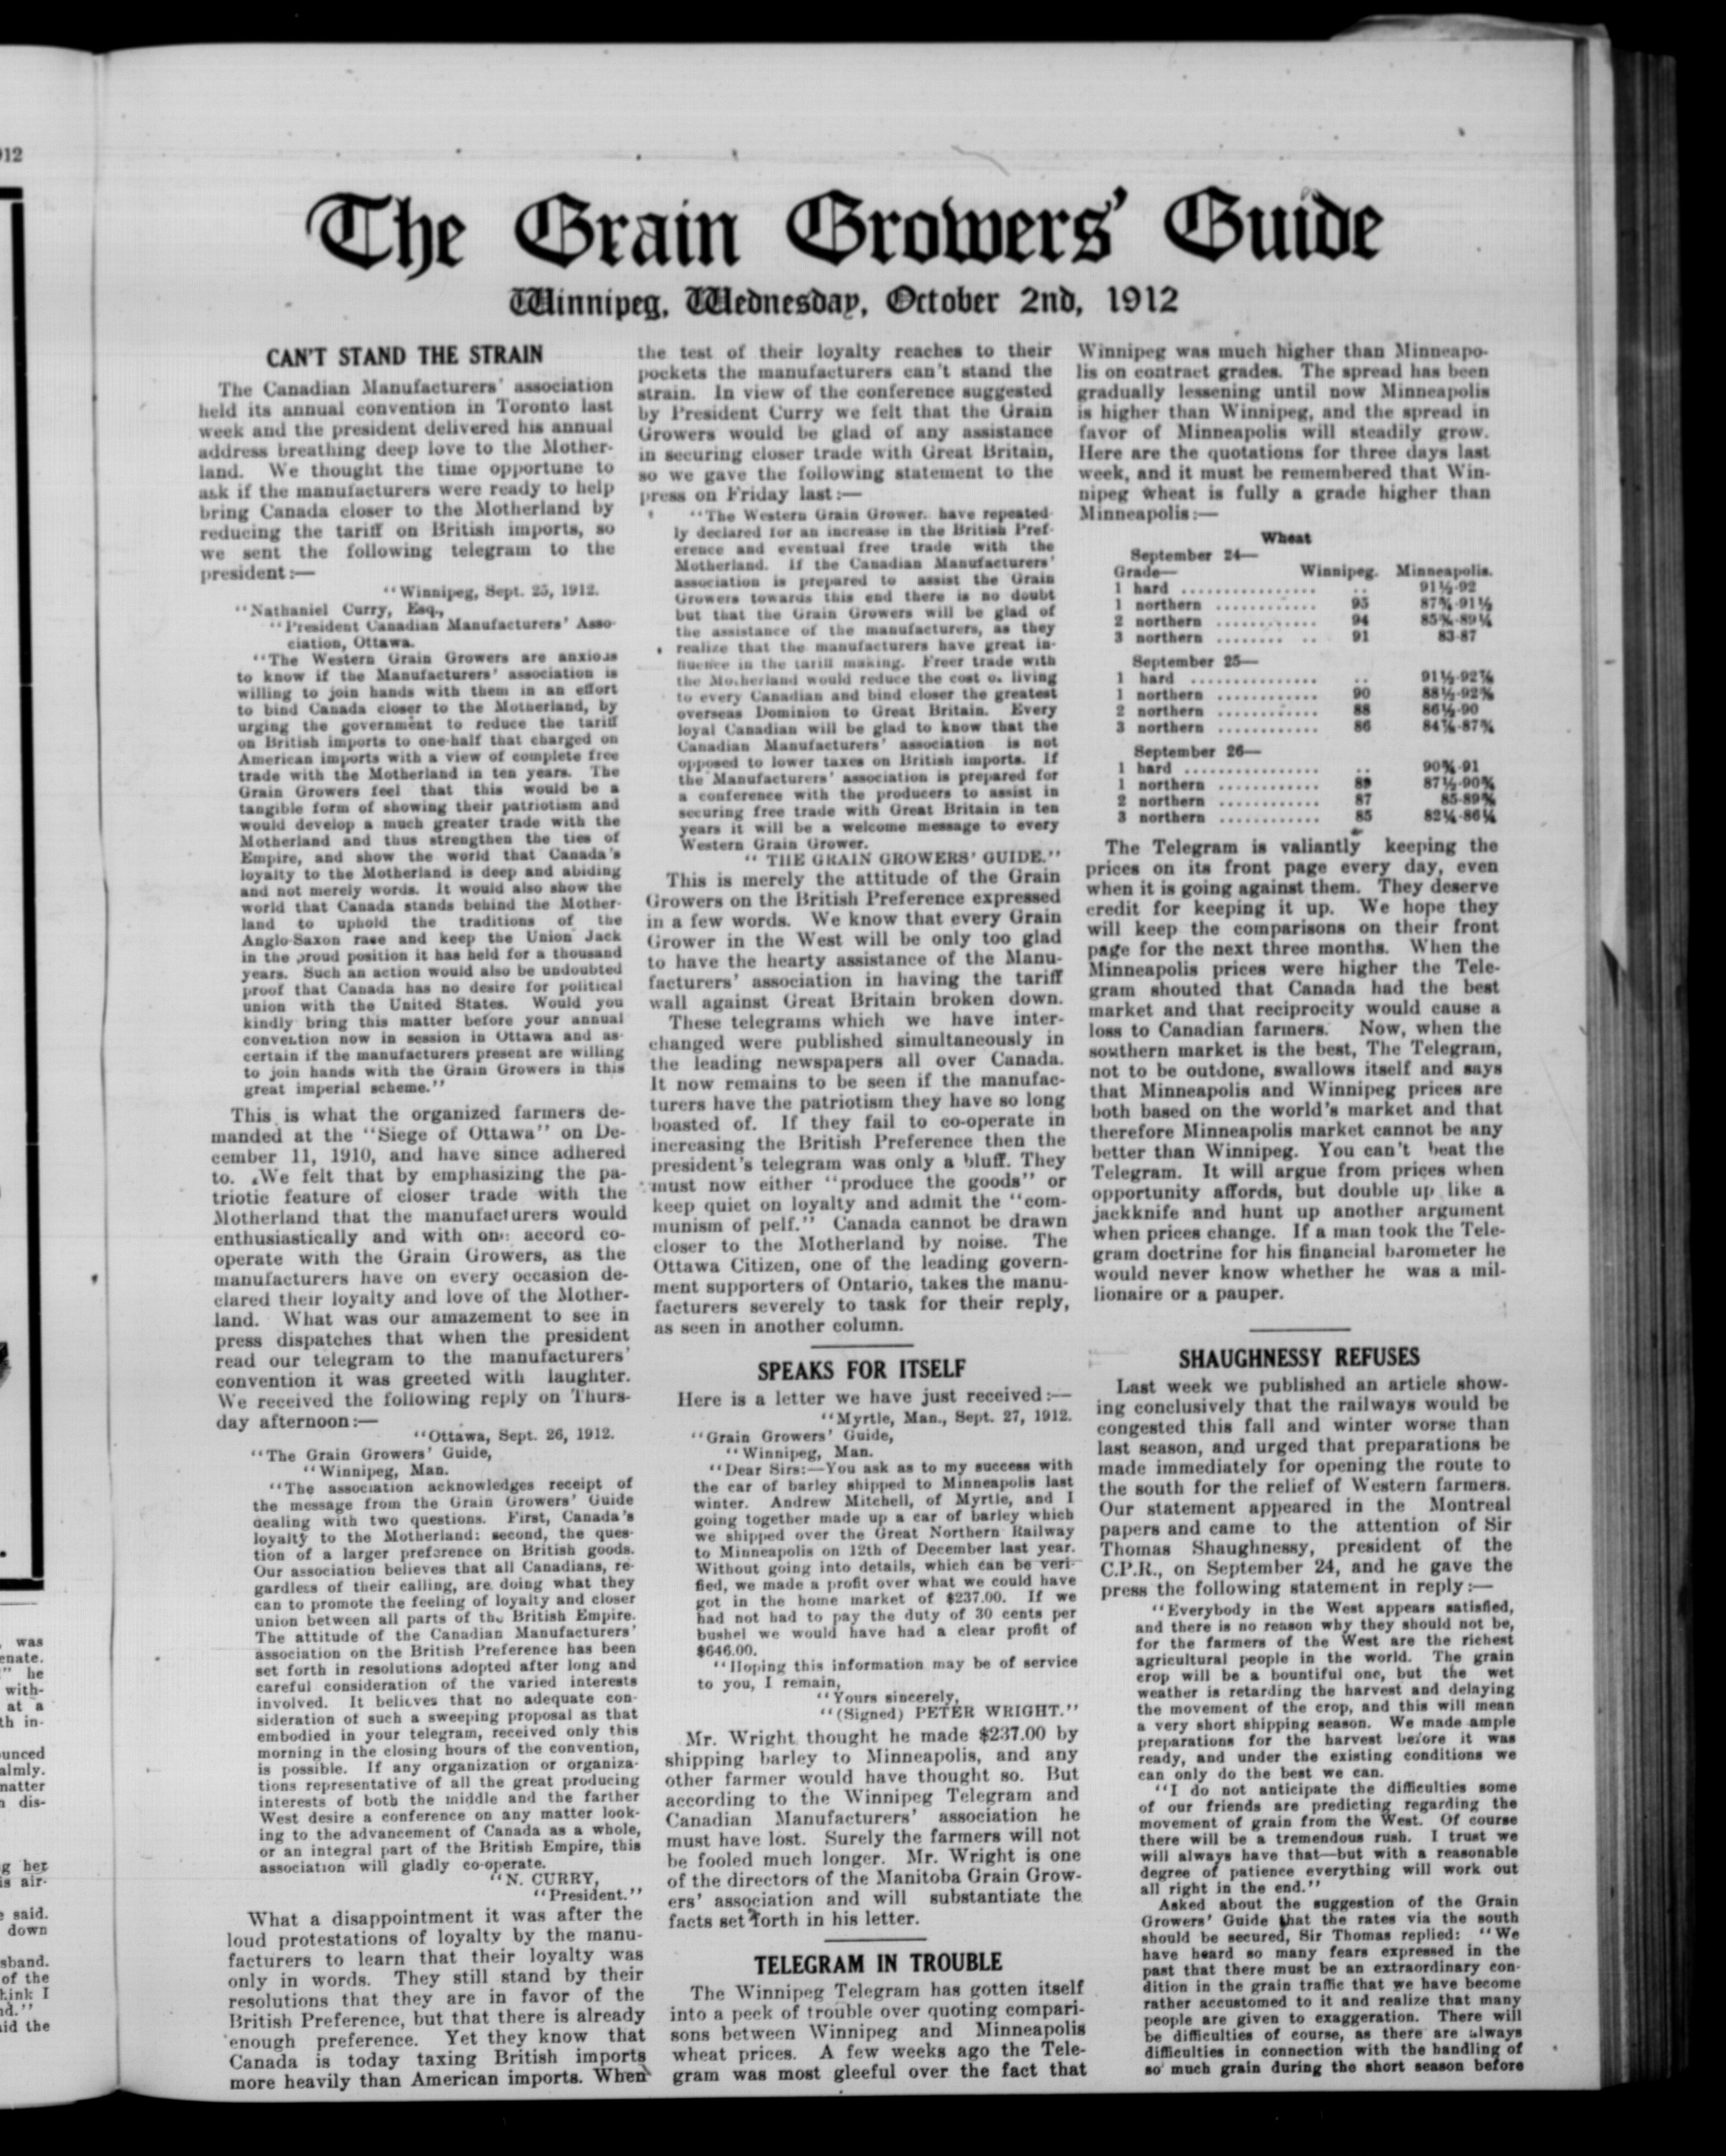 The Grain Growers' Guide
Winnipeg, Wednesday, October 2nd, 1912
CAN'T STAND THE STRAIN
The Canadian Manufacturers' association
held its annual convention in Toronto last
week and the president delivered his annual
address breathing deep love to the Mother-
land. We thought the time opportune to
ask if the manufacturers were ready to help
bring Canada closer to the Motherland by
reducing the tariff on British imports, so
we sent the following telegram to the
president:—
"Winnipeg, Sept. 25, 1912.
"Nathaniel Curry, Esq.,
"President Canadian Manufacturers' Asso-
ciation, Ottawa.
"The Western Grain Growers are anxious
to know if the Manufacturers' association is
willing to join hands with them in an effort
to bind Canada closer to the Motherland, by
urging the government to reduce the tariff
on British imports to one-half that charged on
American imports with a view of complete free
trade with the Motherland in ten years. The
Grain Growers feel that this would be a
tangible form of showing their patriotism and
would develop a much greater trade with the
Motherland and thus strengthen the ties of
Empire, and show the world that Canada's
loyalty to the Motherland is deep and abiding
and not merely words. It would also show the
world that Canada stands behind the Mother-
land to uphold the traditions of the
Anglo-Saxon race and keep the Union Jack
in the proud position it has held for a thousand
years. Such an action would also be undoubted
proof that Canada has no desire for political
union with the United States. Would you
kindly bring this matter before your annual
convention now in session in Ottawa and as-
certain if the manufacturers present are willing
to join hands with the Grain Growers in this
great imperial scheme."
This is what the organized farmers de-
manded at the "Siege of Ottawa" on De-
cember 11, 1910, and have since adhered
to. We felt that by emphasizing the pa-
triotic feature of closer trade with the
Motherland that the manufacturers would
enthusiastically and with one accord co-
operate with the Grain Growers, as the
manufacturers have on every occasion de-
clared their loyalty and love of the Mother-
land. What was our amazement to see in
press dispatches that when the president
read our telegram to the manufacturers'
convention it was greeted with laughter.
We received the following reply on Thurs-
day afternoon:—
"Ottawa, Sept. 26, 1912.
"The Grain Growers' Guide,
"Winnipeg, Man.
"The association acknowledges receipt of
the message from the Grain Growers' Guide
dealing with two questions. First, Canada's
loyalty to the Motherland: second, the ques-
tion of a larger preference on British goods.
Our association believes that all Canadians, re-
gardless of their calling, are doing what they
can to promote the feeling of loyalty and closer
union between all parts of the British Empire.
The attitude of the Canadian Manufacturers'
association on the British Preference has been
set forth in resolutions adopted after long and
careful consideration of the varied interests
involved. It believes that no adequate con-
sideration of such a sweeping proposal as that
embodied in your telegram, received only this
morning in the closing hours of the convention,
is possible. If any organization or organiza-
tions representative of all the great producing
interests of both the middle and the farther
West desire a conference on any matter look-
ing to the advancement of Canada as a whole,
or an integral part of the British Empire, this
association will gladly co-operate.
"N. CURRY,
"President."
What a disappointment it was after the
loud protestations of loyalty by the manu-
facturers to learn that their loyalty was
only in words. They still stand by their
resolutions that they are in favor of the
British Preference, but that there is already
enough preference. Yet they know that
Canada is today taxing British imports
more heavily than American imports. When
the test of their loyalty reaches to their
pockets the manufacturers can't stand the
strain. In view of the conference suggested
by President Curry we felt that the Grain
Growers would be glad of any assistance
in securing closer trade with Great Britain,
so we gave the following statement to the
press on Friday last:—
"The Western Grain Grower. have repeated-
ly declared for an increase in the British Pref-
erence and eventual free trade with the
Motherland. If the Canadian Manufacturers'
association is prepared to assist the Grain
Growers towards this end there is no doubt
but that the Grain Growers will be glad of
the assistance of the manufacturers, as they
realize that the manufacturers have great in-
fluence in the tariff making. Freer trade with
the Motherland would reduce the cost of living
to every Canadian and bind closer the greatest
overseas Dominion to Great Britain. Every
loyal Canadian will be glad to know that the
Canadian Manufacturers' association is not
opposed to lower taxes on British imports. If
the Manufacturers' association is prepared for
a conference with the producers to assist in
securing free trade with Great Britain in ten
years it will be a welcome message to every
Western Grain Grower.
"THE GRAIN GROWERS' GUIDE."
This is merely the attitude of the Grain
Growers on the British Preference expressed
in a few words. We know that every Grain
Grower in the West will be only too glad
to have the hearty assistance of the Manu-
facturers' association in having the tariff
wall against Great Britain broken down.
These telegrams which we have inter-
changed were published simultaneously in
the leading newspapers all over Canada.
It now remains to be seen if the manufac-
turers have the patriotism they have so long
boasted of. If they fail to co-operate in
increasing the British Preference then the
president's telegram was only a bluff. They
must now either "produce the goods" or
keep quiet on loyalty and admit the "com-
munism of pelf." Canada cannot be drawn
closer to the Motherland by noise. The
Ottawa Citizen, one of the leading govern-
ment supporters of Ontario, takes the manu-
facturers severely to task for their reply,
as seen in another column.
SPEAKS FOR ITSELF
Here is a letter we have just received:—
"Myrtle, Man., Sept. 27, 1912.
"Grain Growers' Guide,
"Winnipeg, Man.
"Dear Sirs:—You ask as to my success with
the car of barley shipped to Minneapolis last
winter. Andrew Mitchell, of Myrtle, and I
going together made up a car of barley which
we shipped over the Great Northern Railway
to Minneapolis on 12th of December last year.
Without going into details, which can be veri-
fied, we made a profit over what we could have
got in the home market of $237.00. If we
had not had to pay the duty of 30 cents per
bushel we would have had a clear profit of
$646.00.
"Hoping this information may be of service
to you, I remain,
"Yours sincerely,
"(Signed) PETER WRIGHT."
Mr. Wright thought he made $237.00 by
shipping barley to Minneapolis, and any
other farmer would have thought so. But
according to the Winnipeg Telegram and
Canadian Manufacturers' association he
must have lost. Surely the farmers will not
be fooled much longer. Mr. Wright is one
of the directors of the Manitoba Grain Grow-
ers' association and will substantiate the
facts set forth in his letter.
TELEGRAM IN TROUBLE
The Winnipeg Telegram has gotten itself
into a peck of trouble over quoting compari-
sons between Winnipeg and Minneapolis
wheat prices. A few weeks ago the Tele-
gram was most gleeful over the fact that
Winnipeg was much higher than Minneapo-
lis on contract grades. The spread has been
gradually lessening until now Minneapolis
is higher than Winnipeg, and the spread in
favor of Minneapolis will steadily grow.
Here are the quotations for three days last
week, and it must be remembered that Win-
nipeg wheat is fully a grade higher than
Minneapolis:—
Wheat
September 24—
Grade— Winnipeg. Minneapolis.
1 hard ................ .. 91½-92
1 northern ............ 95 
2 northern ............ 94 
3 northern ........ .. 91 83-87
September 25—
1 hard ............... .. 
1 northern ............ 90 
2 northern ............ 88 86½-90
3 northern ............ 86 
September 26—
1 hard ................ .. 90¾-91
1 northern ............ 89 
2 northern ............ 87 
3 northern ............ 85 82¼-86¼
The Telegram is valiantly keeping the
prices on its front page every day, even
when it is going against them. They deserve
credit for keeping it up. We hope they
will keep the comparisons on their front
page for the next three months. When the
Minneapolis prices were higher the Tele-
gram shouted that Canada had the best
market and that reciprocity would cause a
loss to Canadian farmers. Now, when the
southern market is the best, The Telegram,
not to be outdone, swallows itself and says
that Minneapolis and Winnipeg prices are
both based on the world's market and that
therefore Minneapolis market cannot be any
better than Winnipeg. You can't beat the
Telegram. It will argue from prices when
opportunity affords, but double up like a
jackknife and hunt up another argument
when prices change. If a man took the Tele-
gram doctrine for his financial barometer he
would never know whether he was a mil-
lionaire or a pauper.
SHAUGHNESSY REFUSES
Last week we published an article show-
ing conclusively that the railways would be
congested this fall and winter worse than
last season, and urged that preparations be
made immediately for opening the route to
the south for the relief of Western farmers.
Our statement appeared in the Montreal
papers and came to the attention of Sir
Thomas Shaughnessy, president of the
C.P.R., on September 24, and he gave the
press the following statement in reply:—
"Everybody in the West appears satisfied,
and there is no reason why they should not be,
for the farmers of the West are the richest
agricultural people in the world. The grain
crop will be a bountiful one, but the wet
weather is retarding the harvest and delaying
the movement of the crop, and this will mean
a very short shipping season. We made ample
preparations for the harvest before it was
ready, and under the existing conditions we
can only do the best we can.
"I do not anticipate the difficulties some
of our friends are predicting regarding the
movement of grain from the West. Of course
there will be a tremendous rush. I trust we
will always have that—but with a reasonable
degree of patience everything will work out
all right in the end."
Asked about the suggestion of the Grain
Growers' Guide that the rates via the south
should be secured, Sir Thomas replied: "We
have heard so many fears expressed in the
past that there must be an extraordinary con-
dition in the grain traffic that we have become
rather accustomed to it and realize that many
people are given to exaggeration. There will
be difficulties of course, as there are always
difficulties in connection with the handling of
so much grain during the short season before